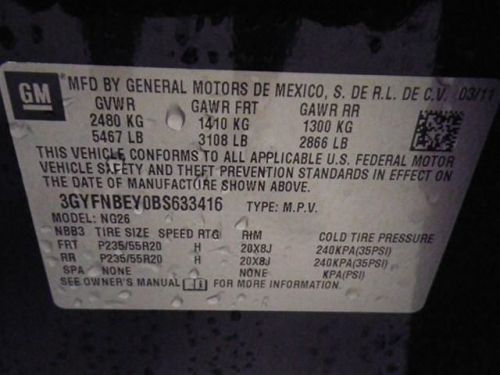 GM
MFD BY GENERAL MOTORS DE MEXICO, S. DE R.L. DE C.V. 03/11
GVWR GAWR FRT GAWR RR
2480 KG 1410 KG 1300 KG
5467 LB 3108 LB 2866 LB
THIS VEHICLE CONFORMS TO ALL APPLICABLE U.S. FEDERAL MOTOR
VEHICLE SAFETY AND THEFT PREVENTION STANDARDS IN EFFECT ON
THE DATE OF MANUFACTURE SHOWN ABOVE.
3GYFNBEY0BS633416 TYPE: M.P.V.
MODEL: NG26
NBB3 TIRE SIZE SPEED RTG RHM COLD TIRE PRESSURE
FRT P235/55R20 H 20X8J 240KPA(35PSI)
RR P235/55R20 H 20X8J 240KPA(35PSI)
SPA NONE NONE KPA(PSI)
SEE OWNER'S MANUAL FOR MORE INFORMATION.